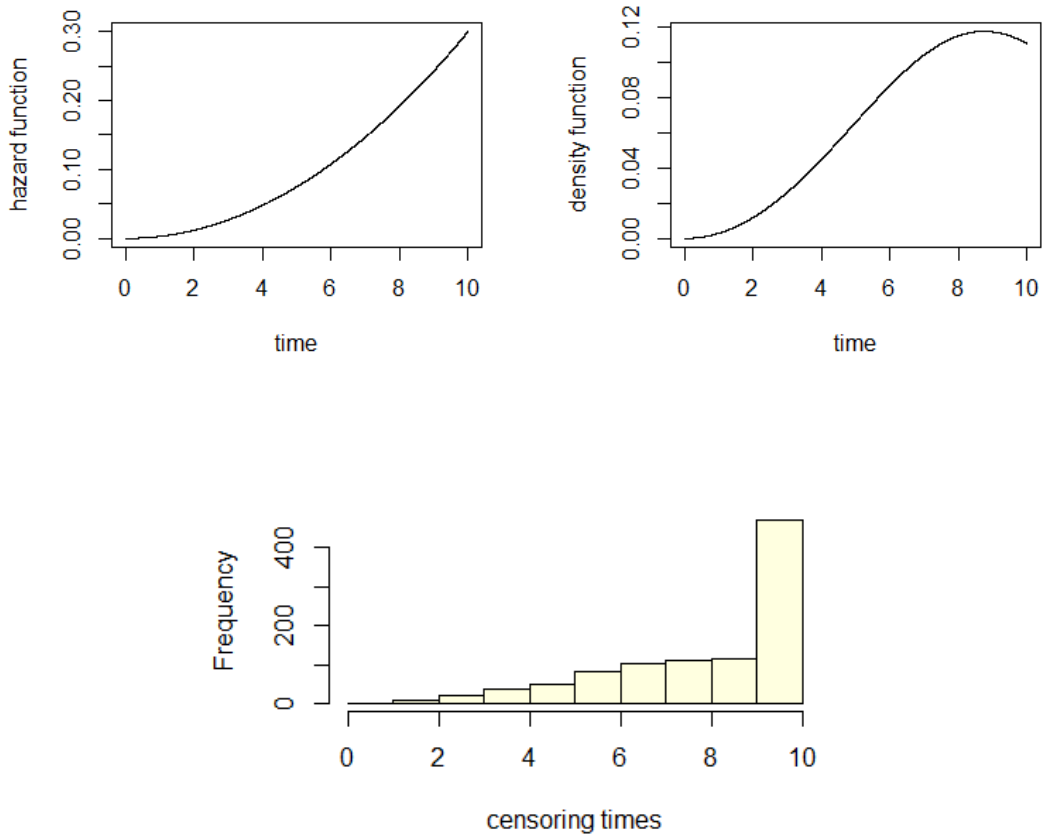 hazard function
0.00 0.10 0.20 0.30
0 2 4 6 8 10
time
density function
0.00 0.04 0.08 0.12
0 2 4 6 8 10
time
Frequency
0 200 400
0 2 4 6 8 10
censoring times